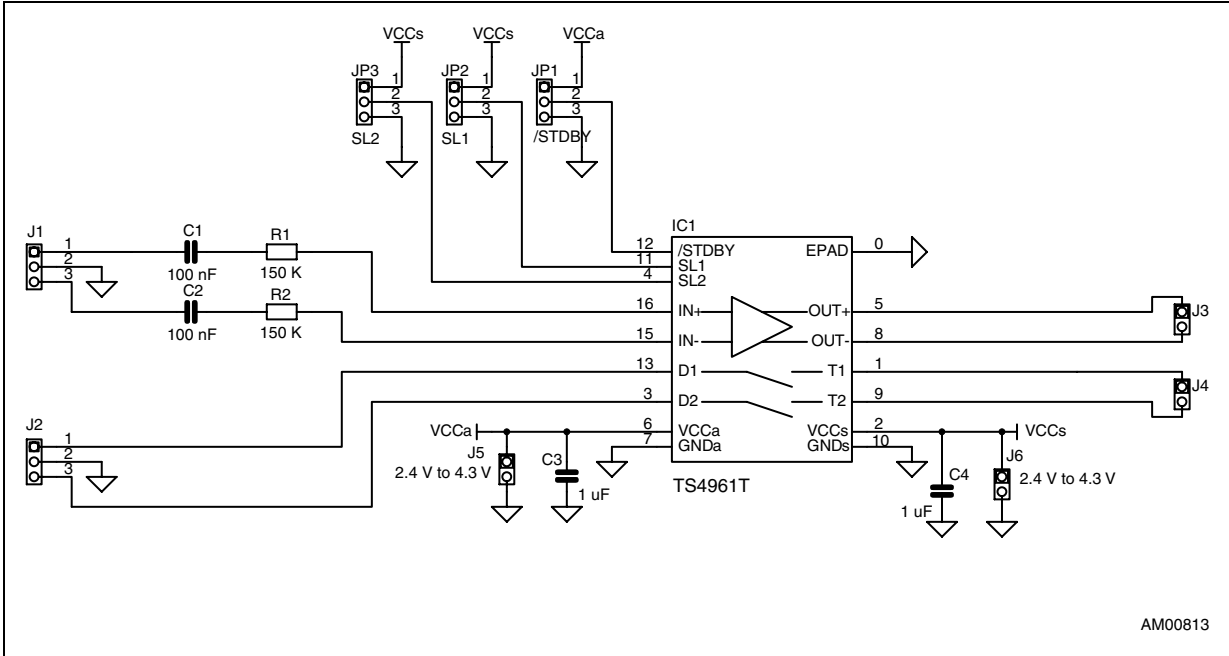 VCCs VCCs VCCa
JP3 JP2 JP1
1 1 1
2 2 2
3 3 3
SL2 SL1 /STDBY
IC1
J1
1
2
3
C1 R1
100 nF 150 K
C2 R2
100 nF 150 K
12 /STDBY EPAD 0
11 SL1
4 SL2
16 IN+ OUT+ 5
15 IN- OUT- 8
J3
13 D1 T1 1
3 D2 T2 9
J4
J2
1
2
3
VCCa 6 VCCa VCCs 2 VCCs
7 GNDa GNDs 10
J5
2.4 V to 4.3 V
C3
1 uF
TS4961T
C4
1 uF
J6
2.4 V to 4.3 V
AM00813